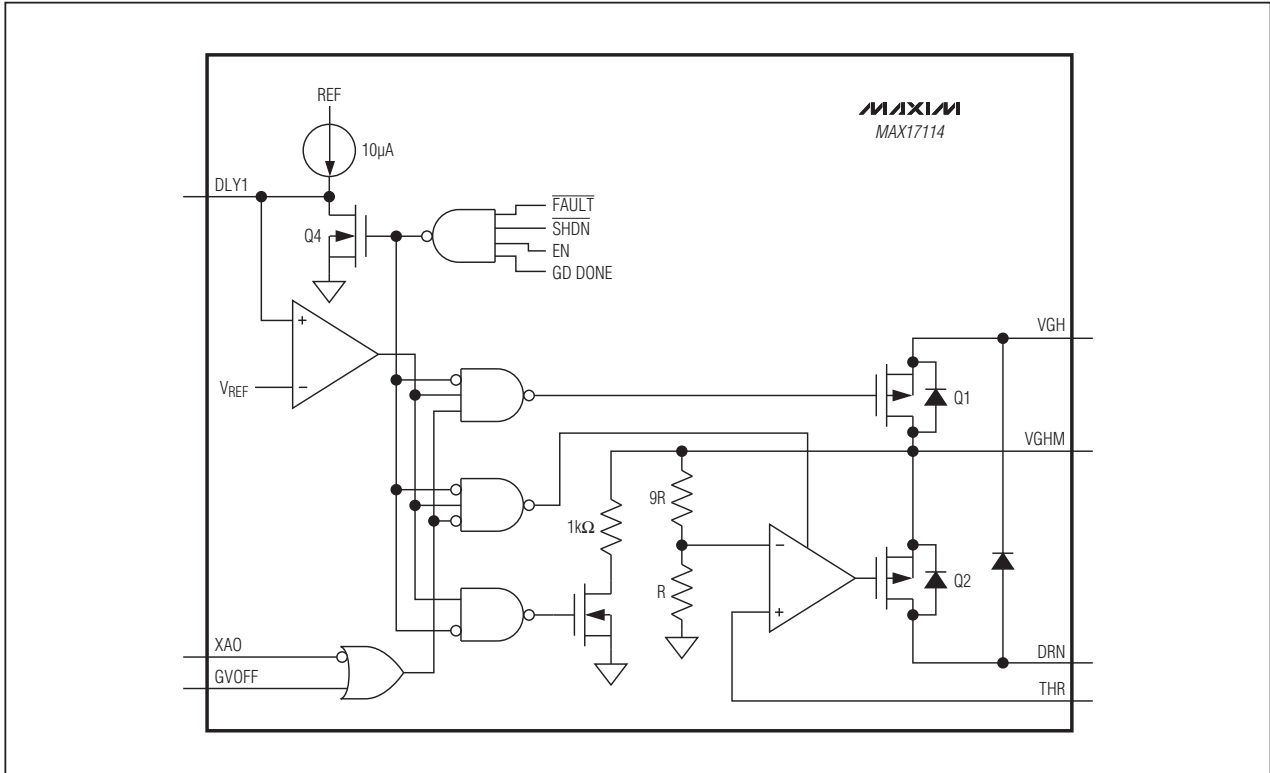 REF
MAXIM
MAX17114
10µA
DLY1
FAULT
SHDN
EN
GD DONE
Q4
+
−
VREF
VGH
Q1
VGHM
9R
1kΩ
R
−
+
Q2
XAO
GVOFF
DRN
THR